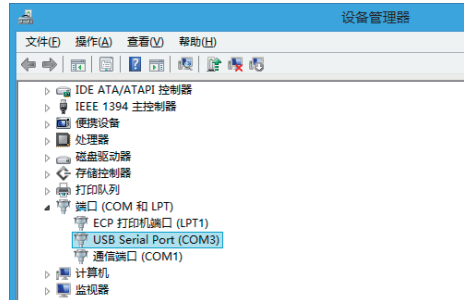 设备管理器
文件(F) 操作(A) 查看(V) 帮助(H)
IDE ATA/ATAPI 控制器
IEEE 1394 主控制器
便携设备
处理器
磁盘驱动器
存储控制器
打印队列
端口 (COM 和 LPT)
ECP 打印机端口 (LPT1)
USB Serial Port (COM3)
通信端口 (COM1)
计算机
监视器